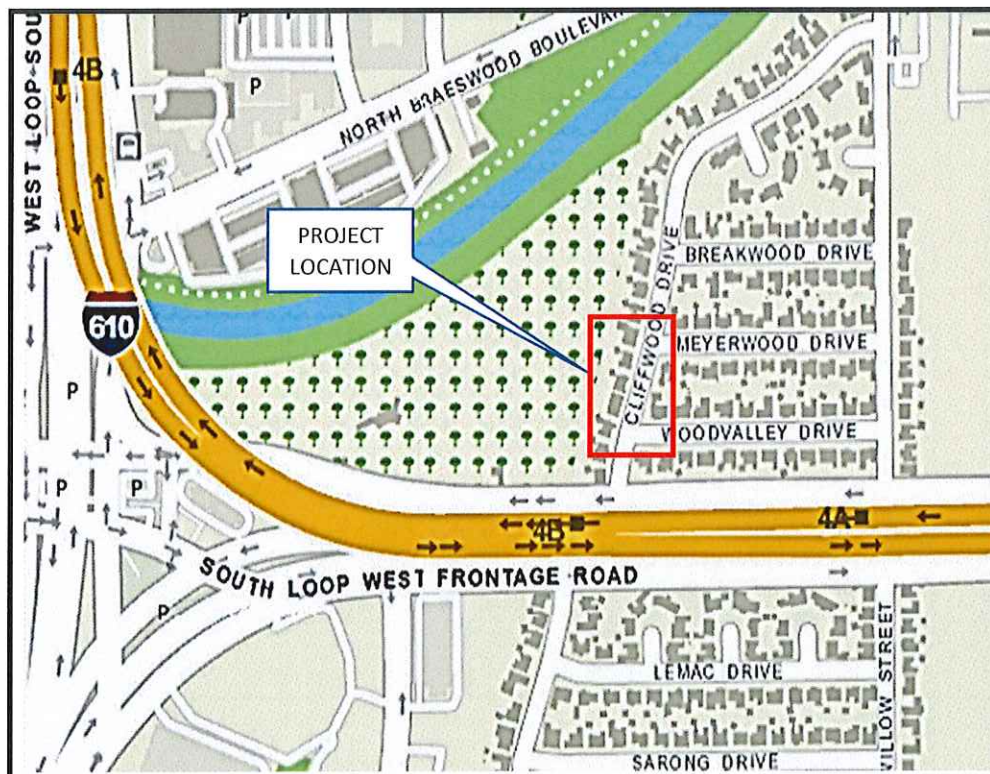 4B
P
WEST LOOP SOU
NORTH BRAESWOOD BOULEVAR
PROJECT
LOCATION
BREAKWOOD DRIVE
610
CLIFFWOOD DRIVE
MEYERWOOD DRIVE
P
WOODVALLEY DRIVE
P
P
4B
4A
SOUTH LOOP WEST FRONTAGE ROAD
P
LEMAC DRIVE
WILLOW STREET
SARONG DRIVE